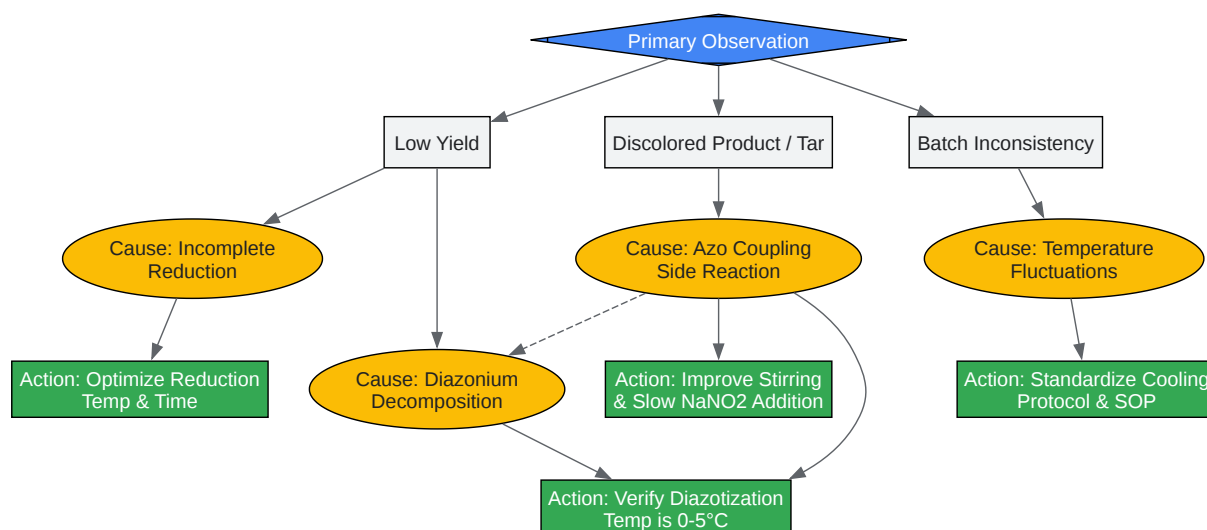 Primary Observation
Low Yield
Discolored Product / Tar
Batch Inconsistency
Cause: Incomplete
Reduction
Cause: Azo Coupling
Side Reaction
Cause: Temperature
Fluctuations
Action: Optimize Reduction
Temp & Time
Cause: Diazonium
Decomposition
Action: Improve Stirring
& Slow NaNO2 Addition
Action: Standardize Cooling
Protocol & SOP
Action: Verify Diazotization
Temp is 0-5°C